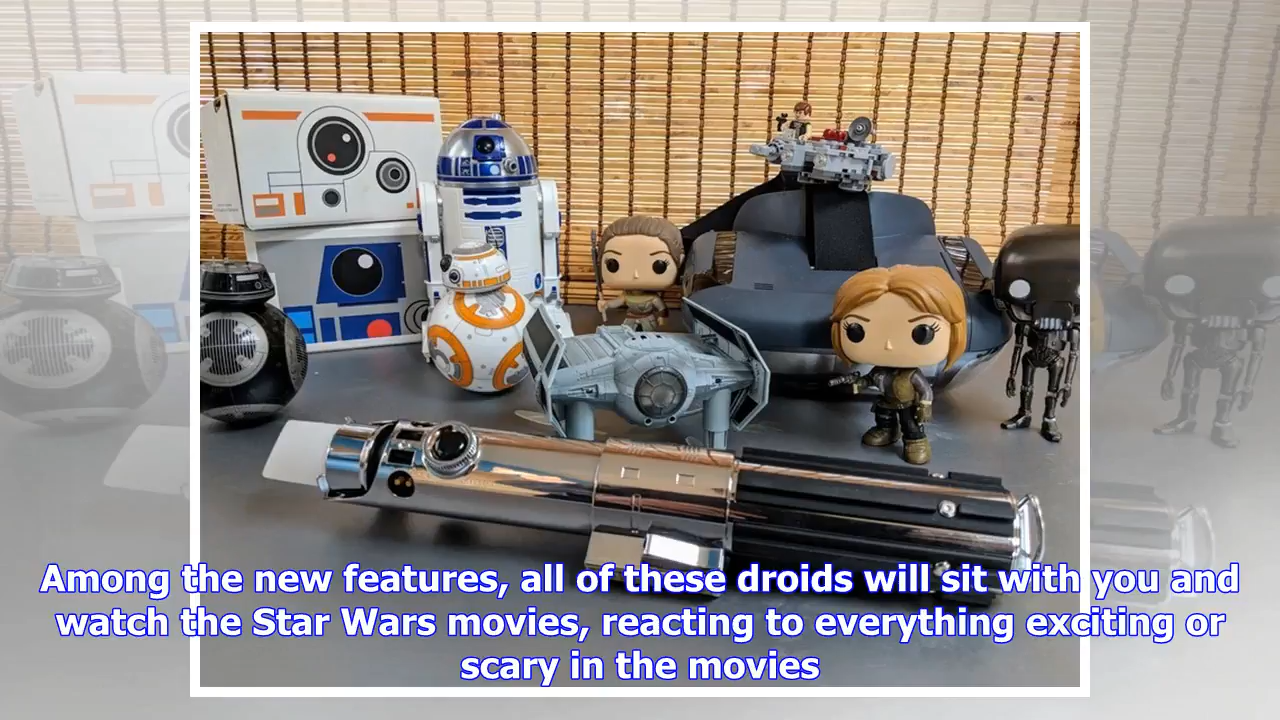 Among the new features, all of these droids will sit with you and
watch the Star Wars movies, reacting to everything exciting or
scary in the movies